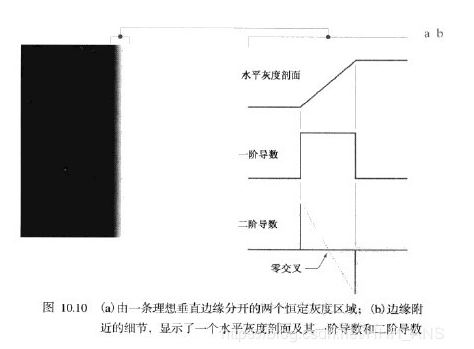 a b
水平灰度剖面
一阶导数
二阶导数
零交叉
图 10.10 (a)由一条理想垂直边缘分开的两个恒定灰度区域；(b)边缘附
近的细节，显示了一个水平灰度剖面及其一阶导数和二阶导数